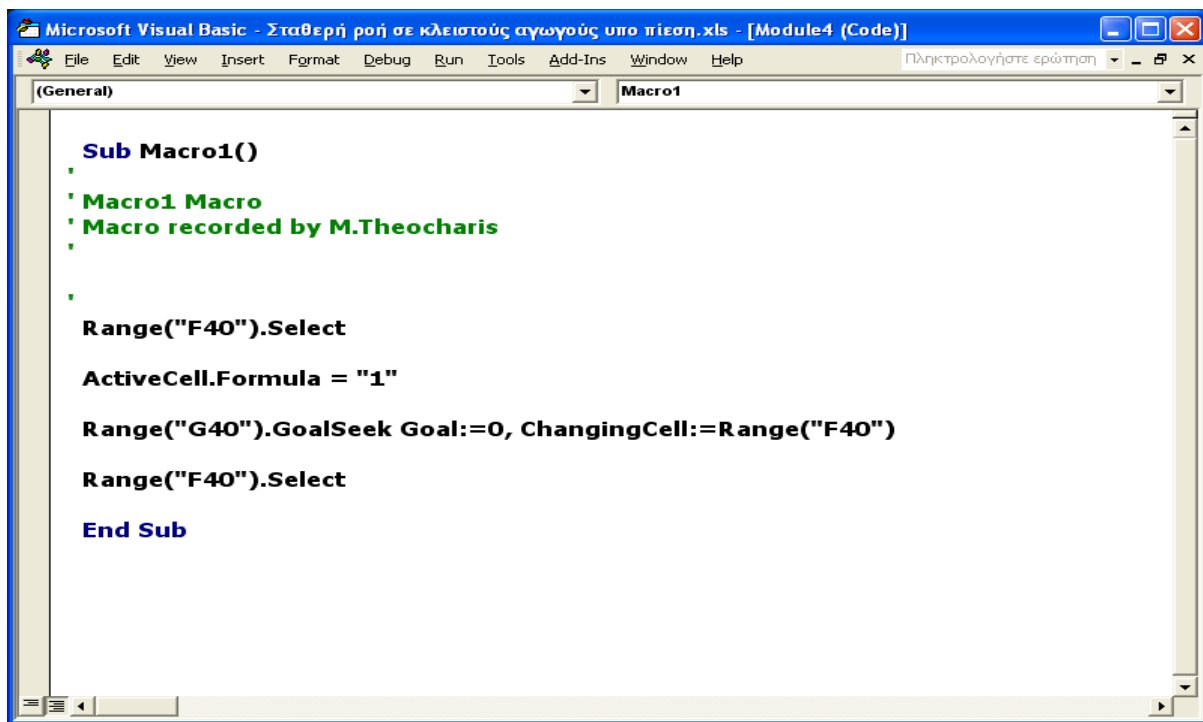 Microsoft Visual Basic - Σταθερή ροή σε κλειστούς αγωγούς υπο πίεση.xls - [Module4 (Code)]
File Edit View Insert Format Debug Run Tools Add-Ins Window Help Πληκτρολογήστε ερώτηση
(General) Macro1
Sub Macro1()
'
' Macro1 Macro
' Macro recorded by M.Theocharis
'
'
Range("F40").Select
ActiveCell.Formula = "1"
Range("G40").GoalSeek Goal:=0, ChangingCell:=Range("F40")
Range("F40").Select
End Sub